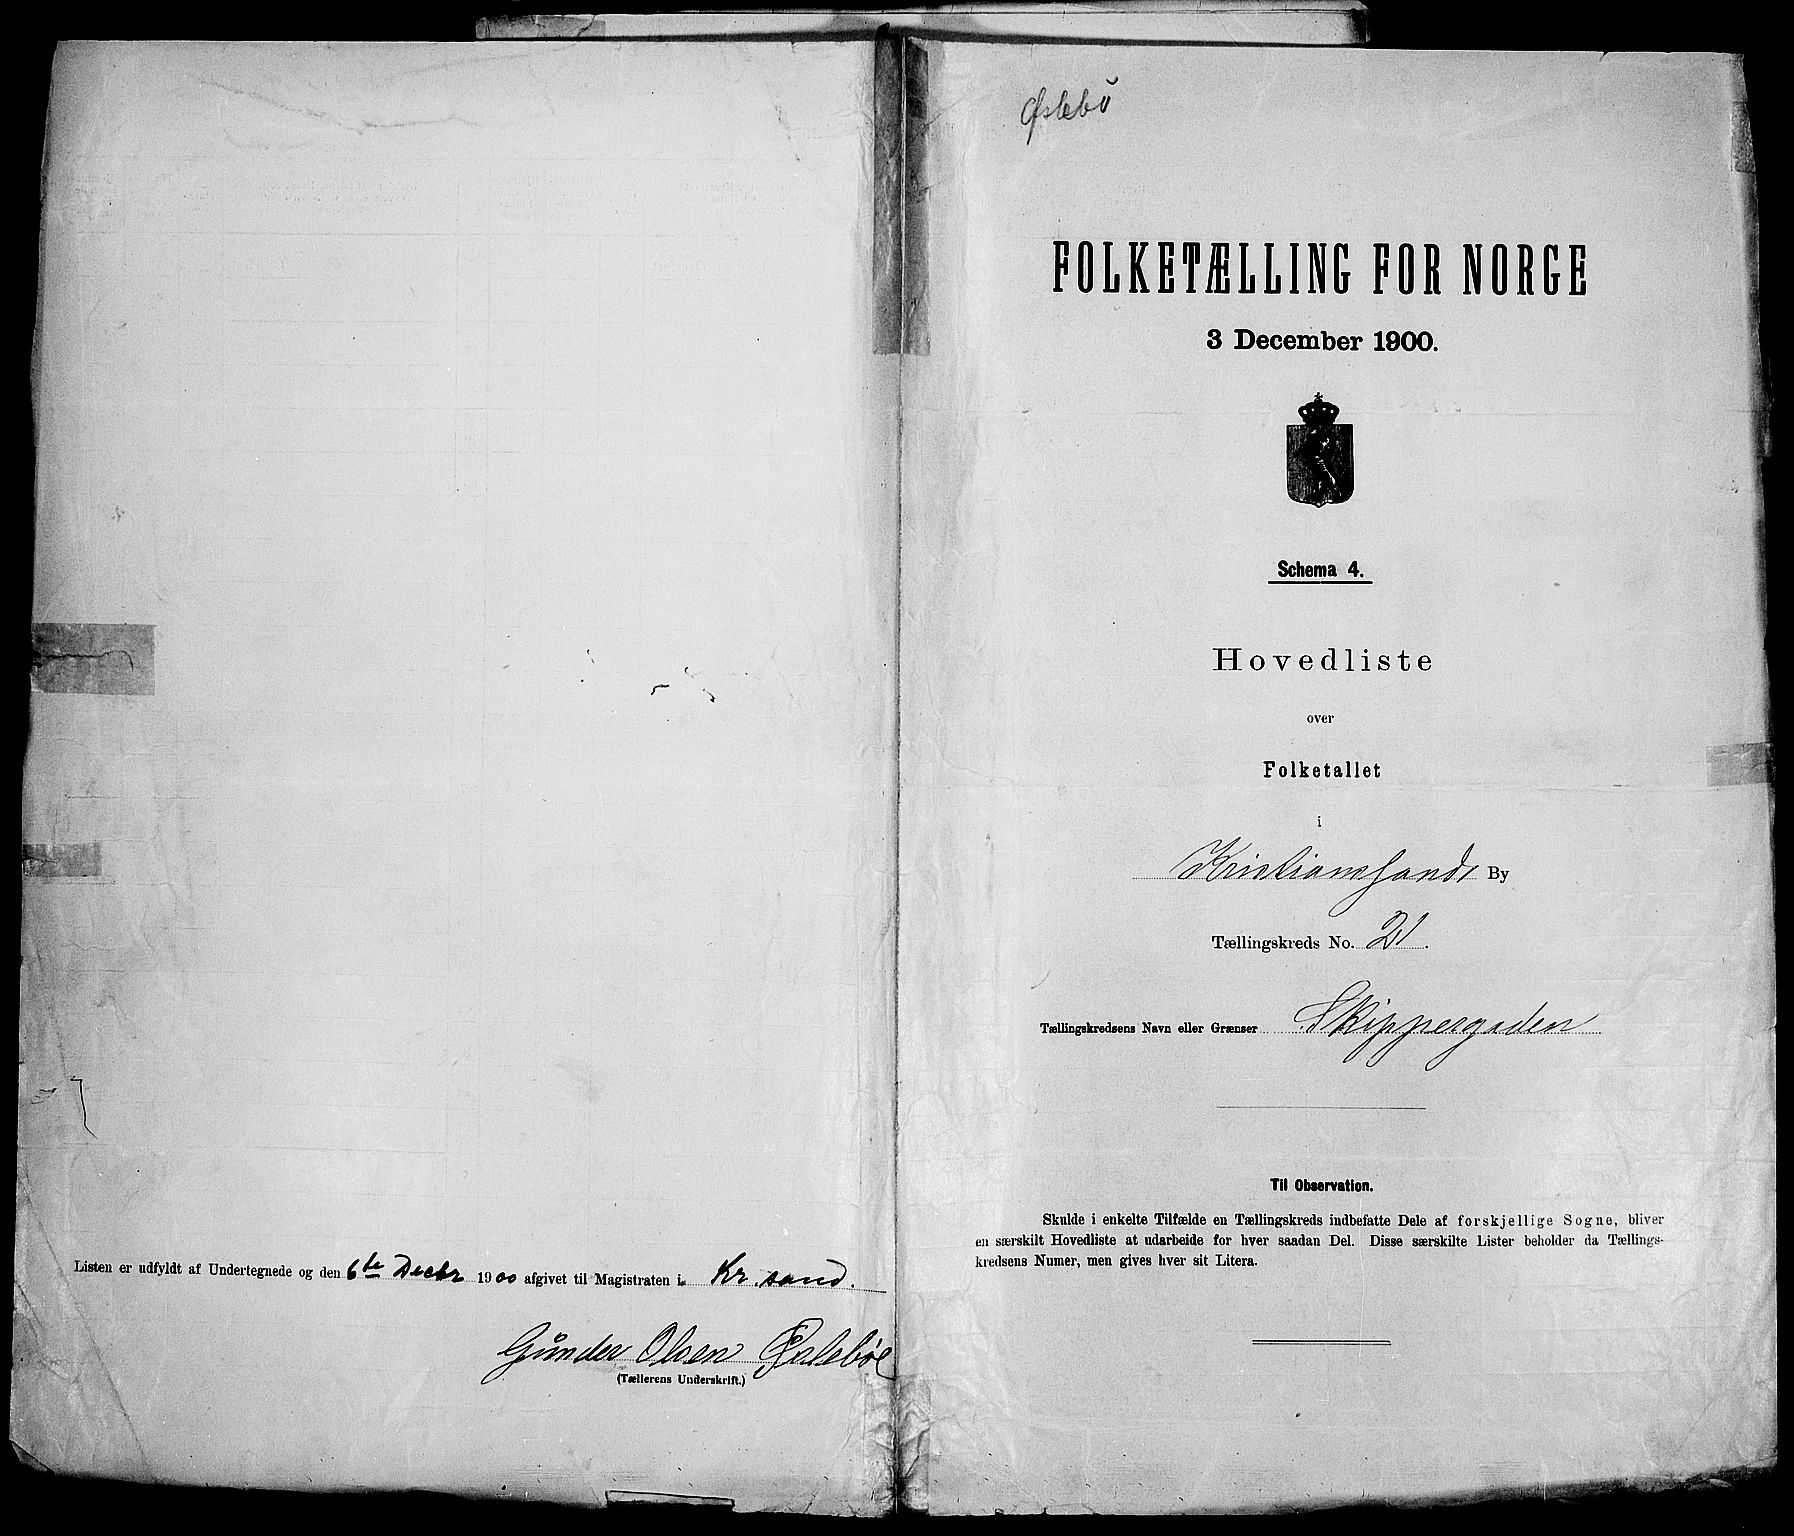 Listen er udfyldt af Undertegnede og den 6te Decbr 1900 afgivet til Magistraten i Kr.sand.
Gunder Olsen Øslebøe
(Tællerens Underskrift.)
Øslebö
FOLKETÆLLING FOR NORGE
3 December 1900.
Schema 4.
Hovedliste
over
Folketallet
i
Kristianssands By
Tællingskreds No. 21.
Tællingskredsens Navn eller Grænser Skippergaden
Til Observation.
Skulde i enkelte Tilfælde en Tællingskreds indbefatte Dele af forskjellige Sogne, bliver
en særskilt Hovedliste at udarbeide for hver saadan Del. Disse særskilte Lister beholder da Tællings-
kredsens Numer, men gives hver sit Litera.